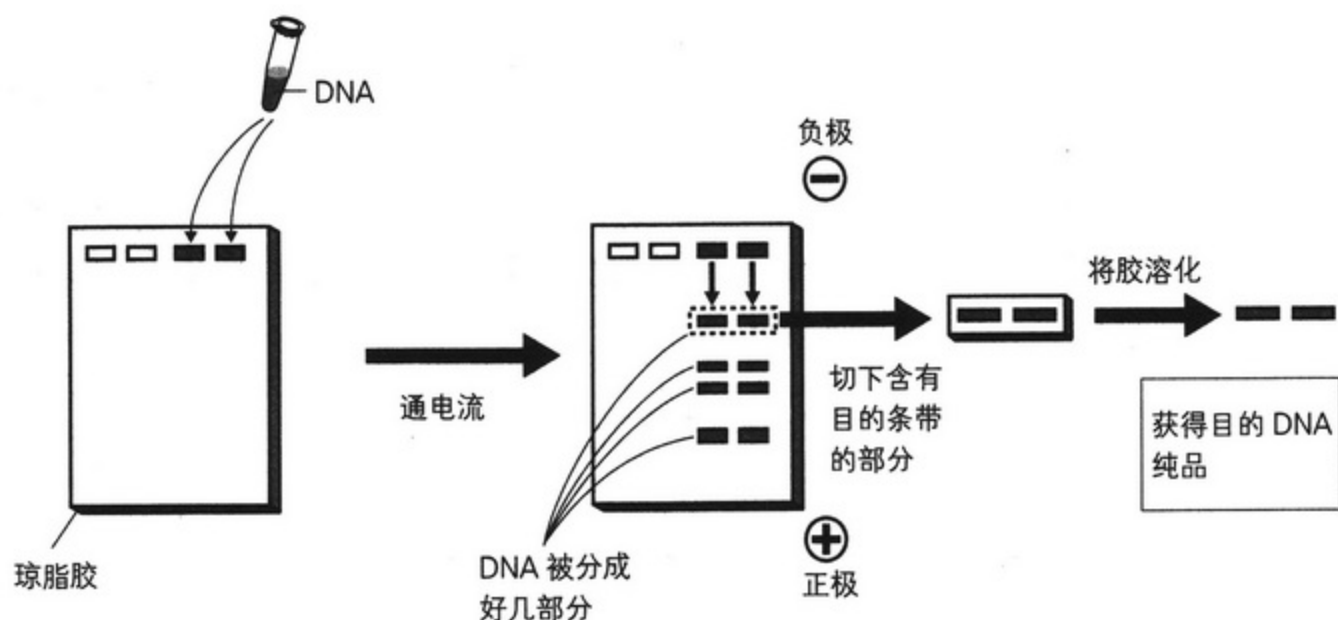 DNA
琼脂胶
通电流
DNA 被分成
好几部分
负极
正极
切下含有
目的条带
的部分
将胶溶化
获得目的 DNA
纯品